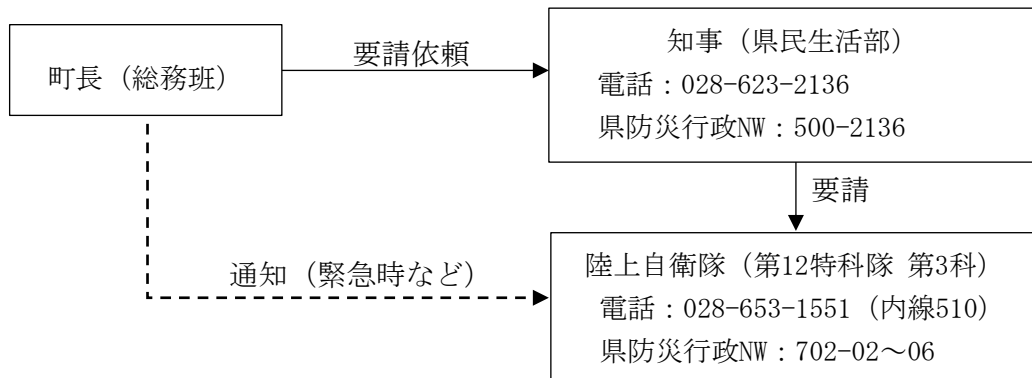 知事（県民生活部）
要請依頼
町長（総務班）
電話：028-623-2136
県防災行政NW：500-2136
要請
陸上自衛隊（第12特科隊 第3科）
通知（緊急時など）
電話：028-653-1551（内線510）
県防災行政NW：702-02～06